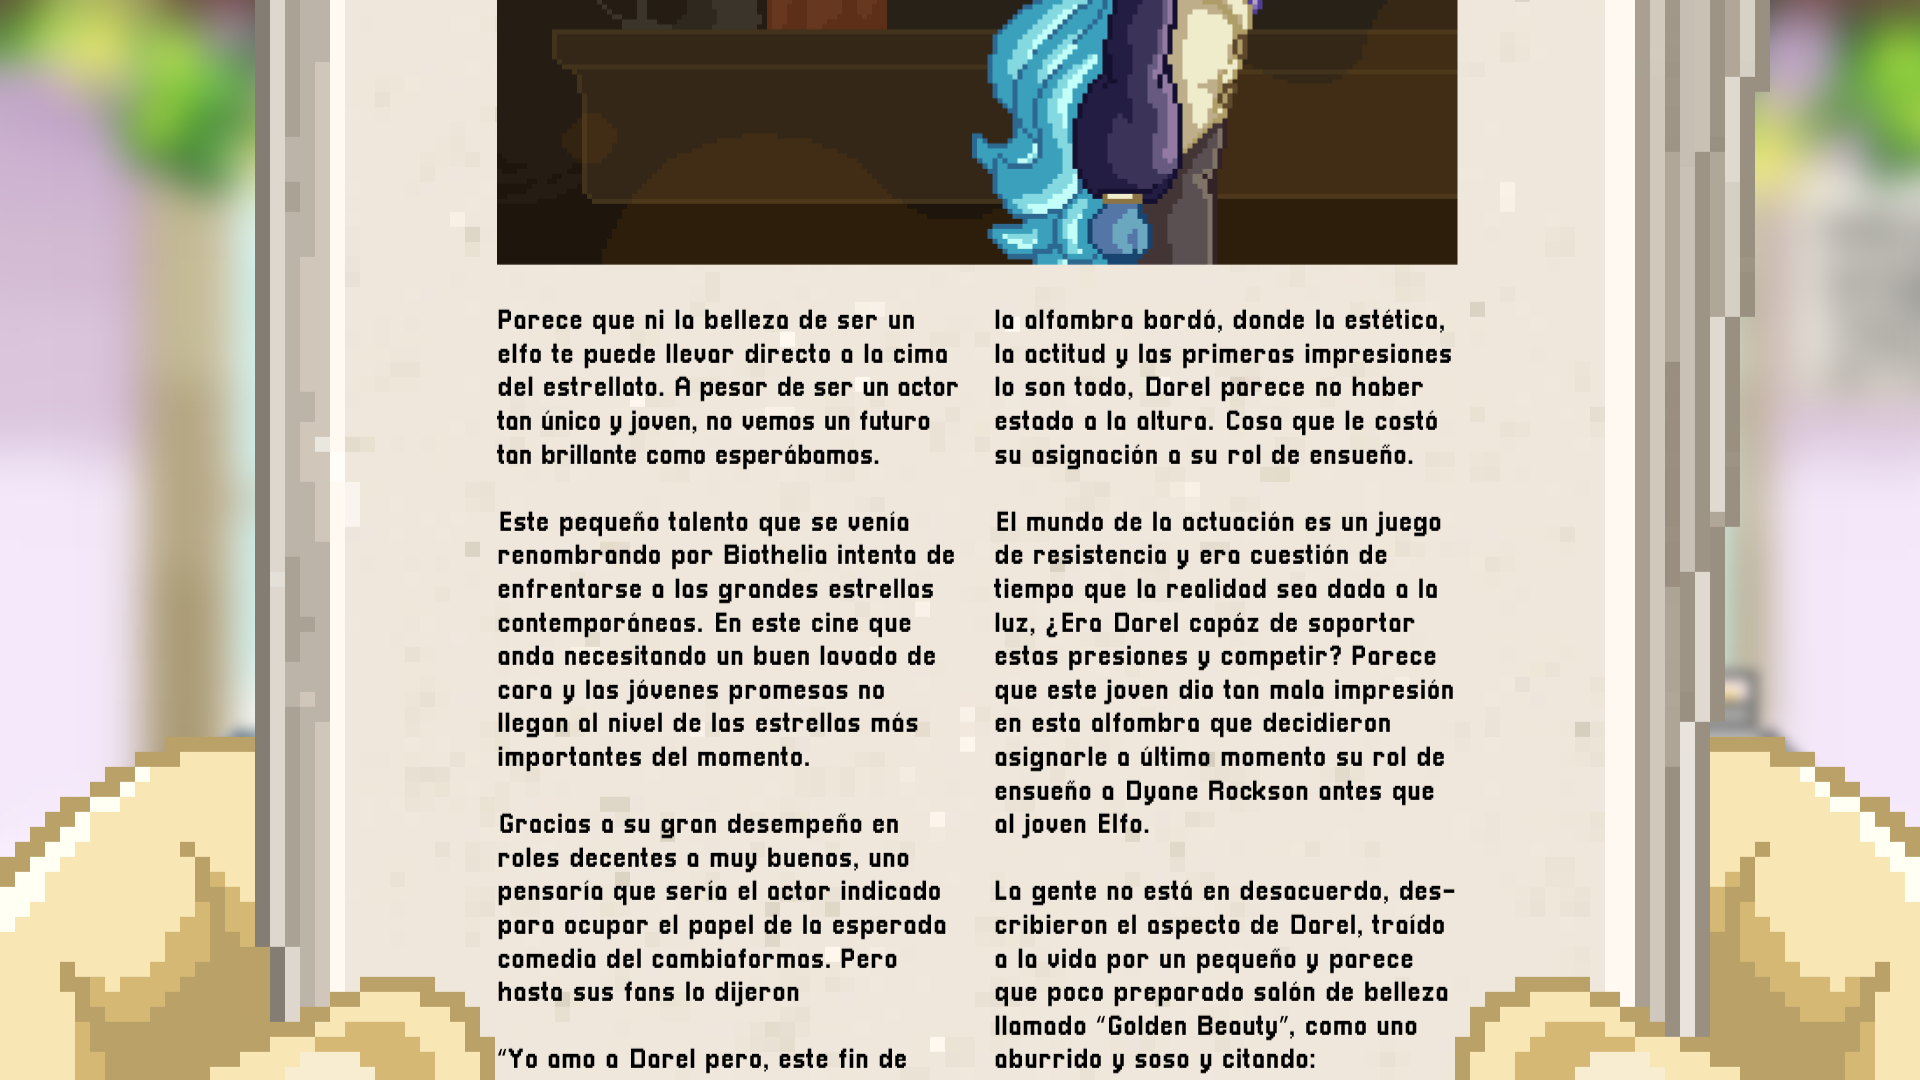 Parece que ni la belleza de ser un
elfo te puede llevar directo a la cima
del estrellato. A pesar de ser un actor
tan único y joven, no vemos un futuro
tan brillante como esperábamos.
Este pequeño talento que se venía
renombrando por Biothelia intenta de
enfrentarse a las grandes estrellas
contemporáneas. En este cine que
anda necesitando un buen lavado de
cara y las jóvenes promesas no
llegan al nivel de las estrellas más
importantes del momento.
Gracias a su gran desempeño en
roles decentes a muy buenos, uno
pensaría que sería el actor indicado
para ocupar el papel de la esperada
comedia del cambiaformas. Pero
hasta sus fans lo dijeron
“Yo amo a Darel pero, este fin de
la alfombra bordó, donde la estética,
la actitud y las primeras impresiones
lo son todo, Darel parece no haber
estado a la altura. Cosa que le costó
su asignación a su rol de ensueño.
El mundo de la actuación es un juego
de resistencia y era cuestión de
tiempo que la realidad sea dada a la
luz, ¿Era Darel capáz de soportar
estas presiones y competir? Parece
que este joven dio tan mala impresión
en esta alfombra que decidieron
asignarle a último momento su rol de
ensueño a Dyane Rockson antes que
al joven Elfo.
La gente no está en desacuerdo, des-
cribieron el aspecto de Darel, traído
a la vida por un pequeño y parece
que poco preparado salón de belleza
llamado “Golden Beauty”, como uno
aburrido y soso y citando: